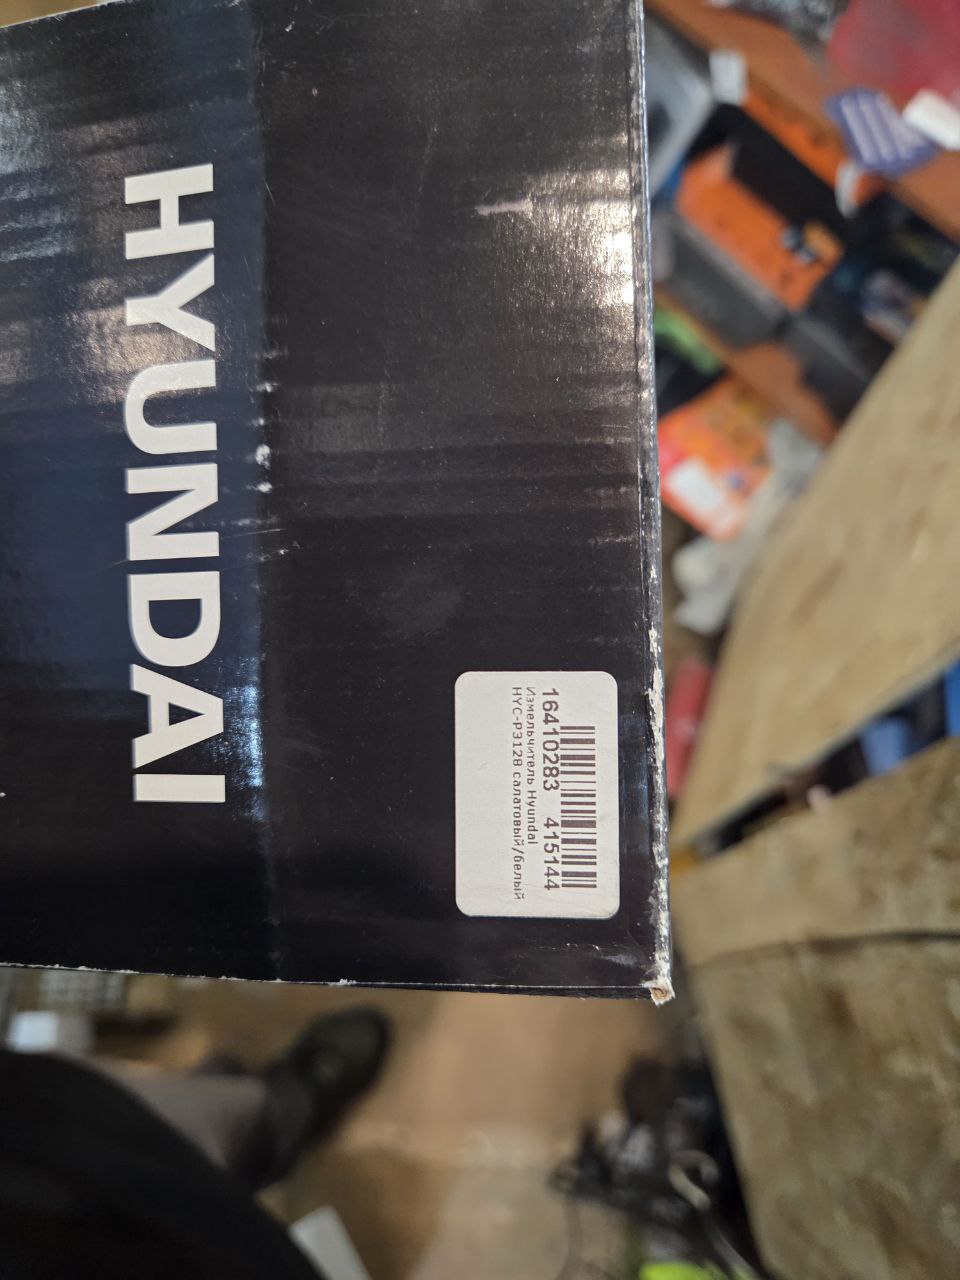 HYUNDAI
16410283 415144
Измельчитель Hyundai
HYC-P3128 салатовый/белый